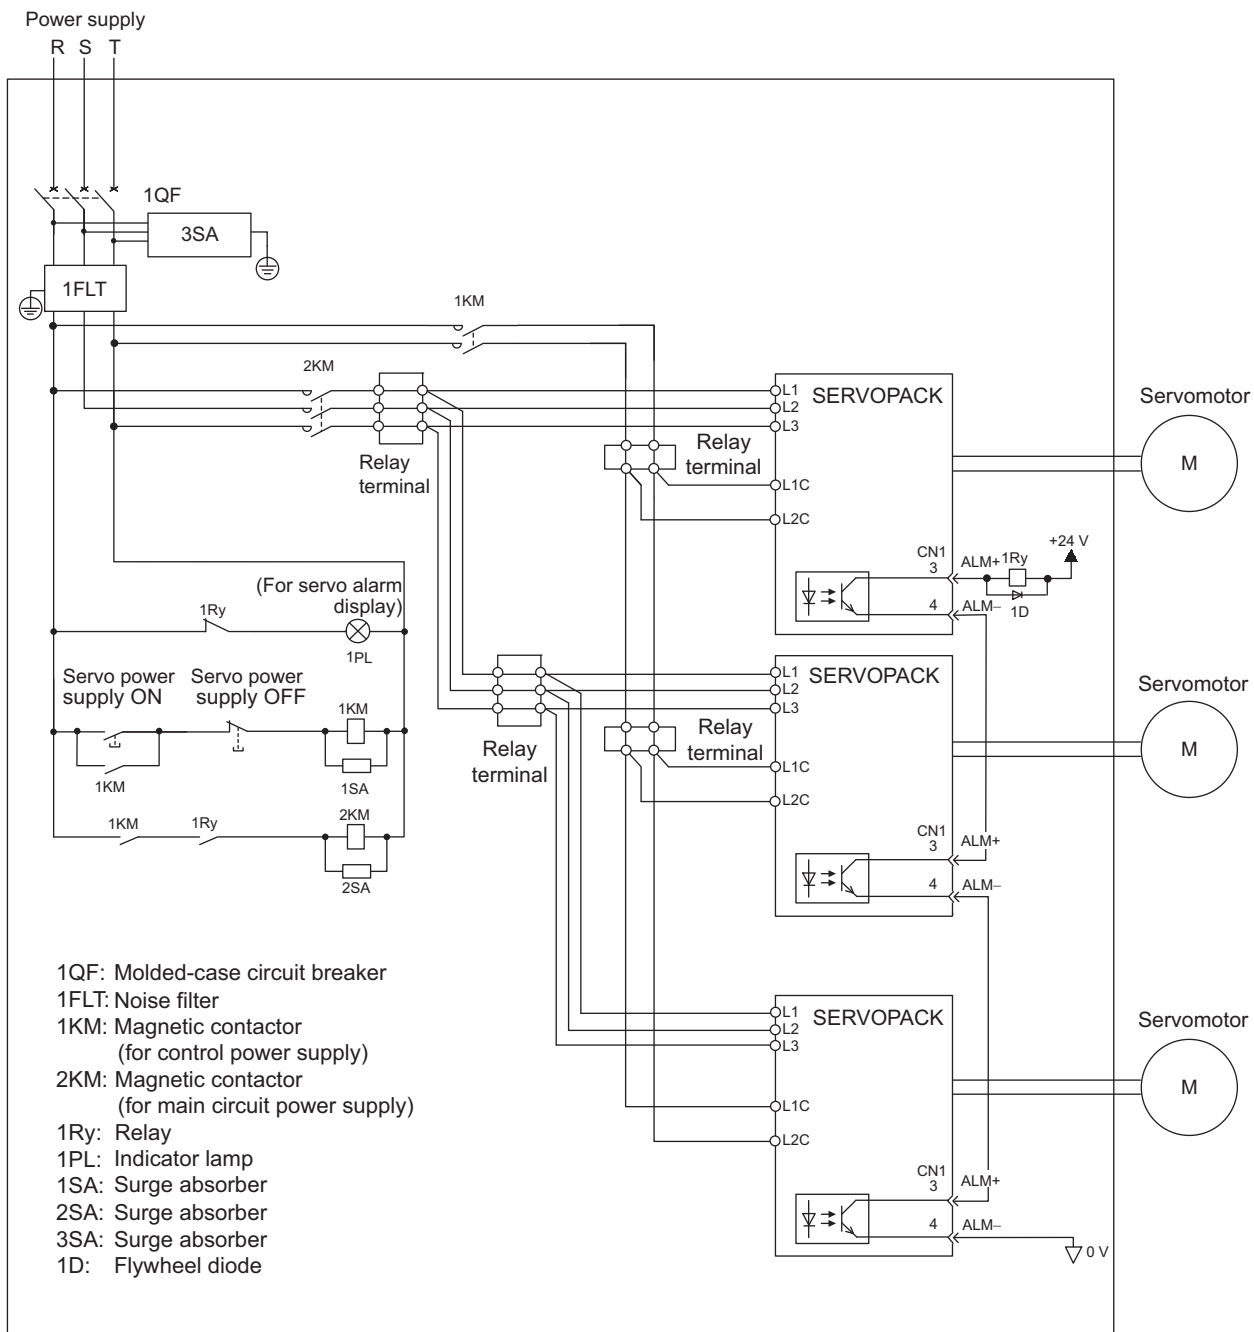 Power supply
R S T
1QF
3SA
1FLT
1KM
2KM
Relay
terminal
Relay
terminal
SERVOPACK
L1
L2
L3
L1C
L2C
CN1
3
4
ALM+
1Ry
+24 V
1D
ALM–
Servomotor
M
(For servo alarm
display)
1Ry
1PL
Servo power
supply ON
Servo power
supply OFF
1KM
1KM
1SA
1KM
1Ry
2KM
2SA
Relay
terminal
Relay
terminal
SERVOPACK
L1
L2
L3
L1C
L2C
CN1
3
4
ALM+
ALM–
Servomotor
M
SERVOPACK
L1
L2
L3
L1C
L2C
CN1
3
4
ALM+
ALM–
0 V
Servomotor
M
1QF: Molded-case circuit breaker
1FLT: Noise filter
1KM: Magnetic contactor
(for control power supply)
2KM: Magnetic contactor
(for main circuit power supply)
1Ry: Relay
1PL: Indicator lamp
1SA: Surge absorber
2SA: Surge absorber
3SA: Surge absorber
1D: Flywheel diode